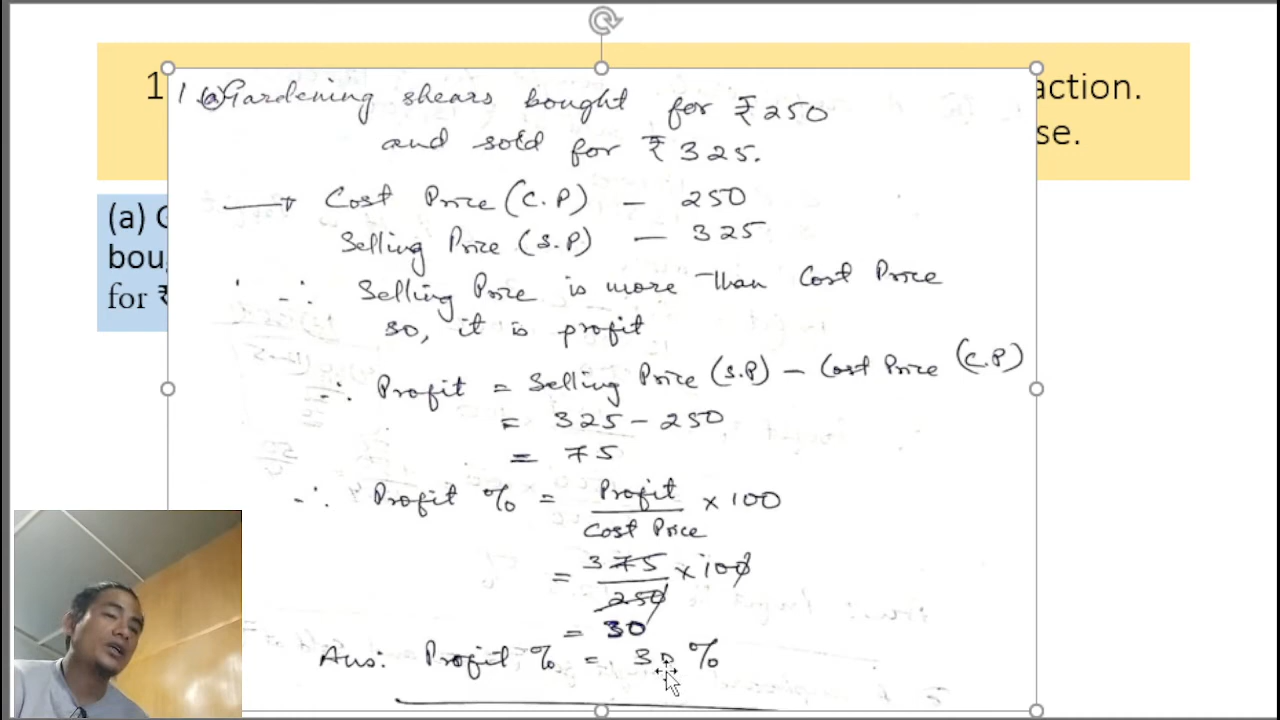 1
action.
se.
(a) G
bou
for ₹
1 (a) Gardening shears bought for ₹250
and sold for ₹325.
→ Cost Price (C.P) – 250
Selling Price (S.P) – 325
∴ Selling Price is more than Cost Price
so, it is profit
∴ Profit = Selling Price (S.P) – Cost Price (C.P)
= 325 – 250
= 75
∴ Profit % = Profit / Cost Price × 100
= 3 75 / 250 × 100
= 30
Ans: Profit % = 30 %